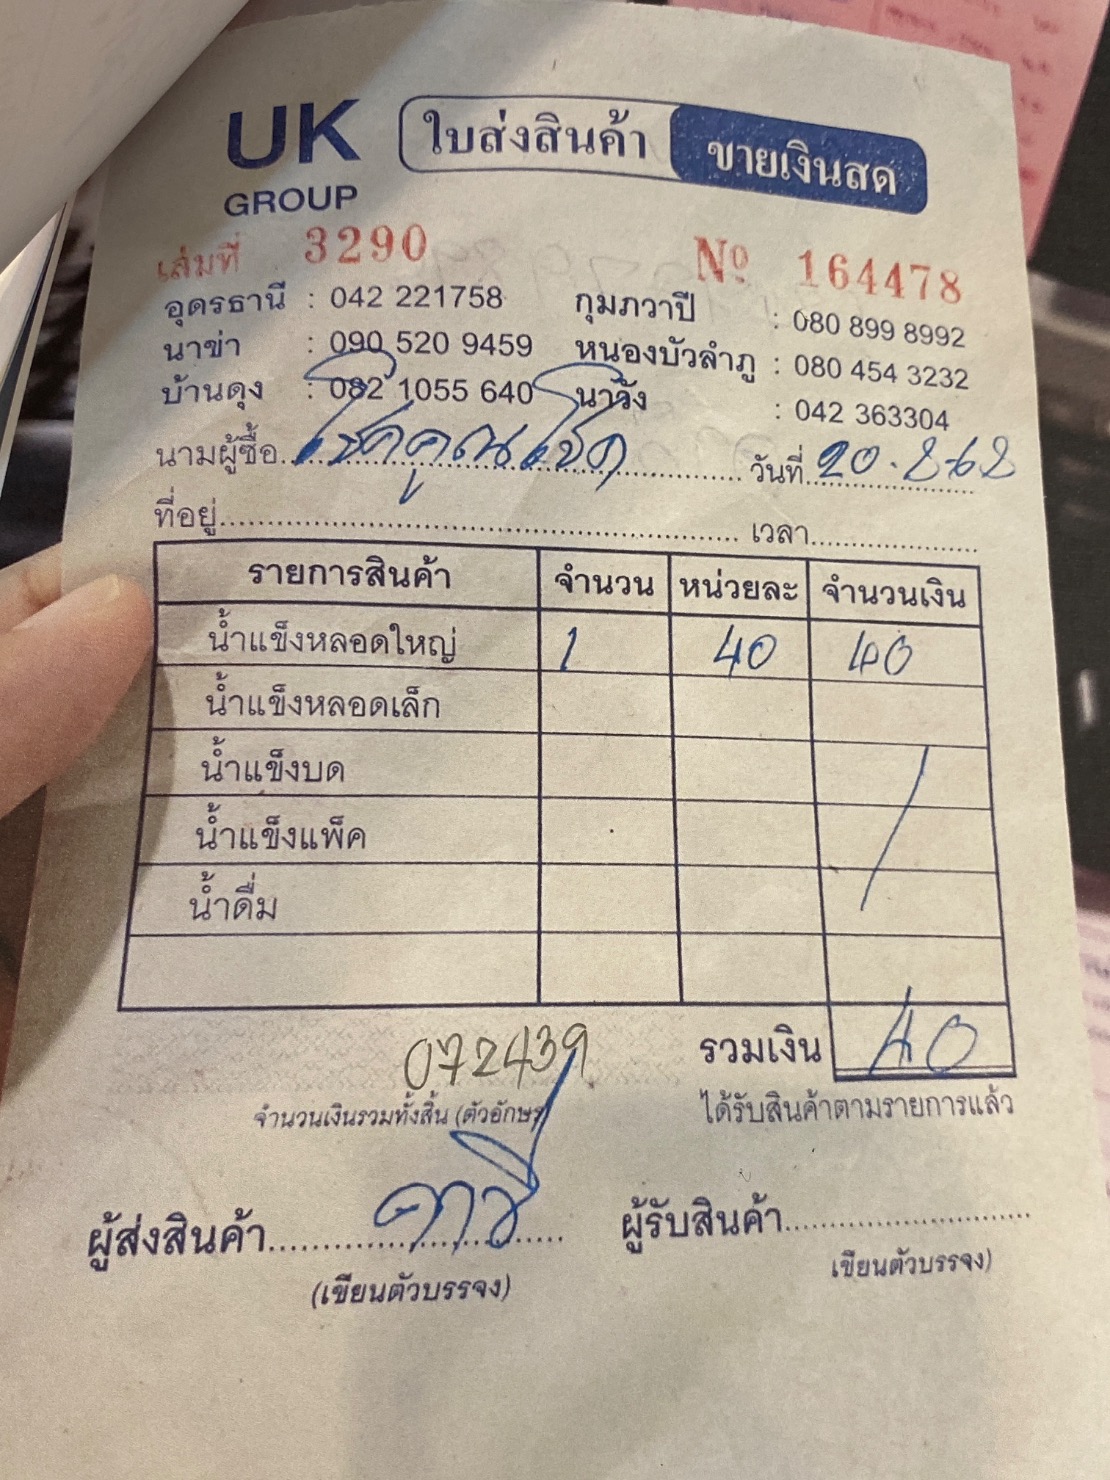 UK
GROUP
ใบส่งสินค้า ขายเงินสด
เล่มที่ 3290 Nº 164478
อุดรธานี : 042 221758 กุมภวาปี : 080 899 8992
นาข่า : 090 520 9459 หนองบัวลำภู : 080 454 3232
บ้านดุง : 082 1055 640 นาวัง : 042 363304
นามผู้ซื้อ โชคคูณโชค วันที่ 20.8.68
ที่อยู่ เวลา
รายการสินค้า จำนวน หน่วยละ จำนวนเงิน
น้ำแข็งหลอดใหญ่ 1 40 40
น้ำแข็งหลอดเล็ก
น้ำแข็งบด
น้ำแข็งแพ็ค
น้ำดื่ม
072439 รวมเงิน 40
จำนวนเงินรวมทั้งสิ้น (ตัวอักษร) ได้รับสินค้าตามรายการแล้ว
ผู้ส่งสินค้า ผู้รับสินค้า
(เขียนตัวบรรจง) เขียนตัวบรรจง)